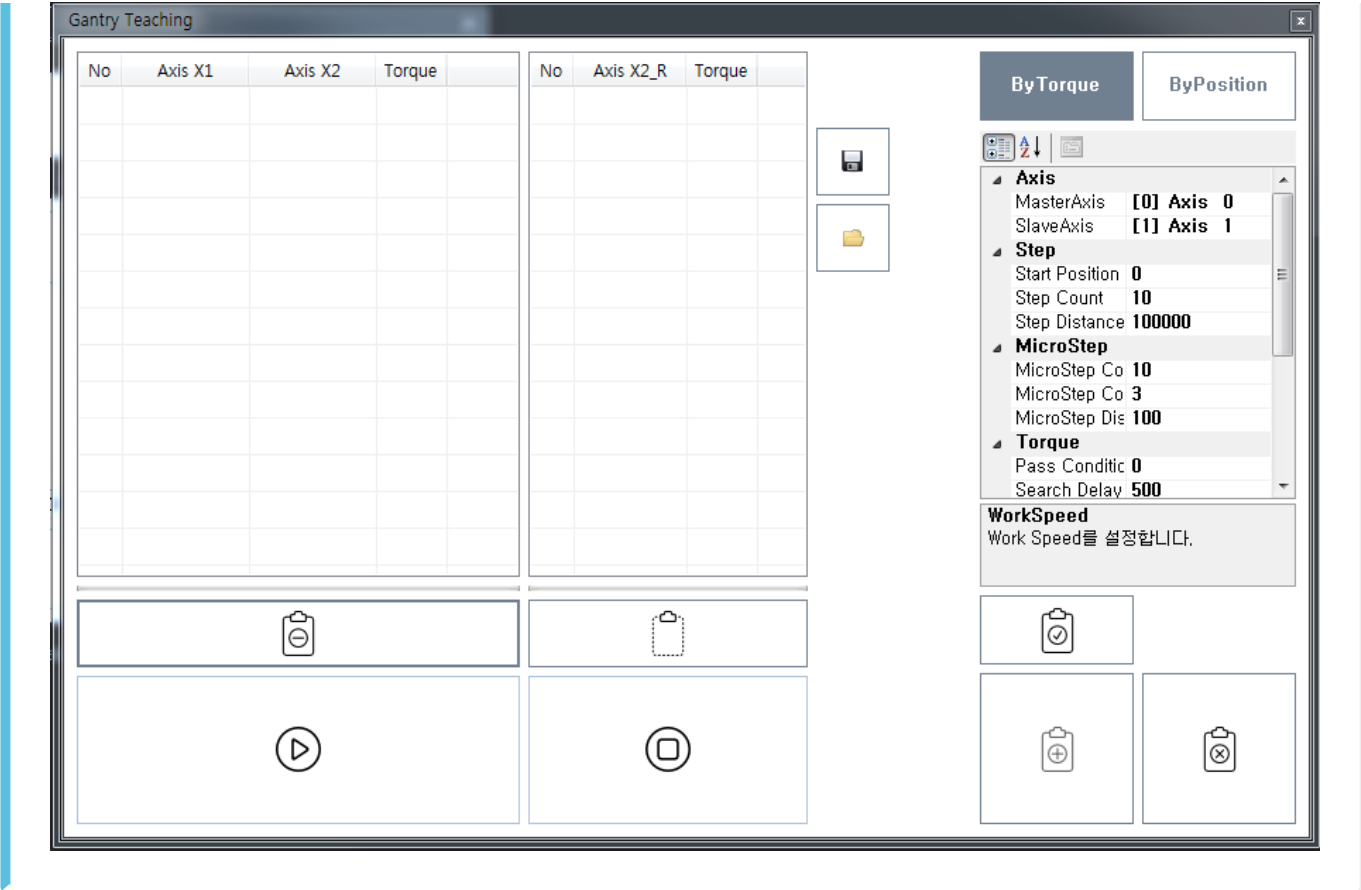 Gantry Teaching
No Axis X1 Axis X2 Torque
No Axis X2_R Torque
ByTorque ByPosition
Axis
MasterAxis [0] Axis 0
SlaveAxis [1] Axis 1
Step
Start Position 0
Step Count 10
Step Distance 100000
MicroStep
MicroStep Co 10
MicroStep Co 3
MicroStep Dis 100
Torque
Pass Conditic 0
Search Delay 500
WorkSpeed
Work Speed를 설정합니다.